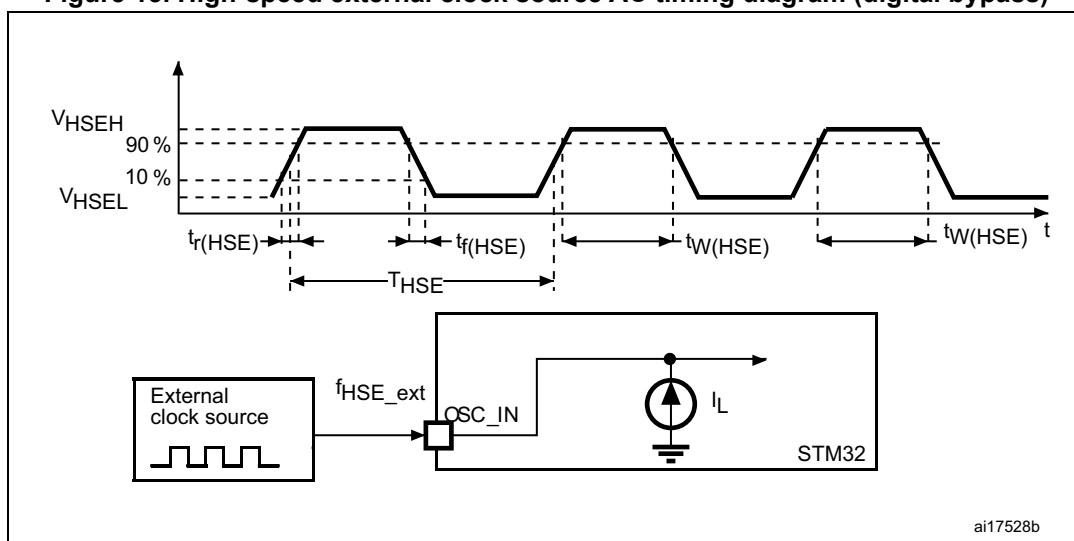 Figure 16. High-speed external clock source AC timing diagram (digital bypass)
VHSEH
90 %
10 %
VHSEL
tr(HSE)
tf(HSE)
tW(HSE)
tW(HSE)
t
THSE
External
clock source
fHSE_ext
OSC_IN
IL
STM32
ai17528b